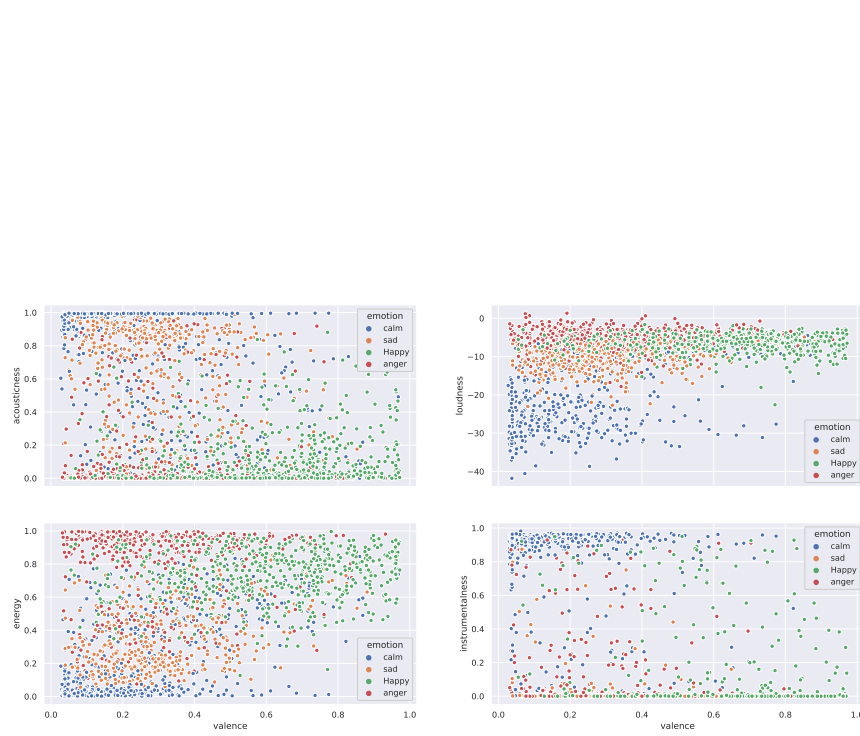 1.0
0.8
0.6
0.4
0.2
0.0
acousticness
emotion
calm
sad
Happy
anger
0
−10
−20
−30
−40
loudness
emotion
calm
sad
Happy
anger
1.0
0.8
0.6
0.4
0.2
0.0
energy
emotion
calm
sad
Happy
anger
0.0 0.2 0.4 0.6 0.8 1.0
valence
1.0
0.8
0.6
0.4
0.2
0.0
instrumentalness
emotion
calm
sad
Happy
anger
0.0 0.2 0.4 0.6 0.8
valence